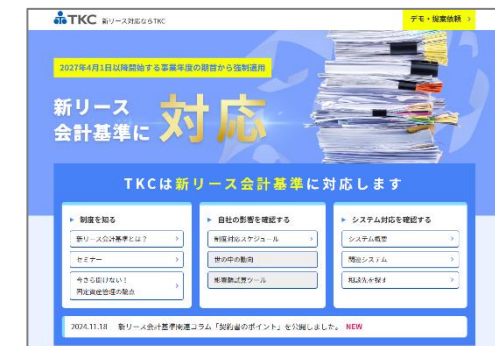 TKC 新リース対応ならTKC
デモ・提案依頼 >
2027年4月1日以降開始する事業年度の期首から強制適用
新リース
会計基準に 対応
TKCは新リース会計基準に対応します
制度を知る
新リース会計基準とは？
セミナー
今さら聞けない！
固定資産管理の論点
自社の影響を確認する
制度対応スケジュール
世の中の動向
影響額試算ツール
システム対応を確認する
システム概要
関連システム
相談先を探す
2024.11.18 新リース会計基準関連コラム「契約書のポイント」を公開しました。 NEW